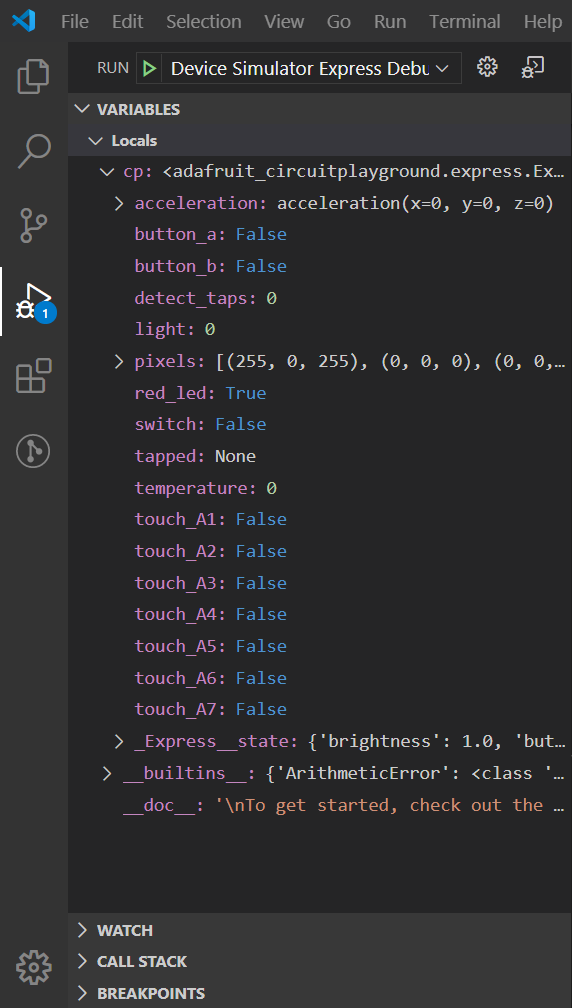 File Edit Selection View Go Run Terminal Help
RUN Device Simulator Express Debu
VARIABLES
Locals
cp: <adafruit_circuitplayground.express.Ex…
acceleration: acceleration(x=0, y=0, z=0)
button_a: False
button_b: False
detect_taps: 0
light: 0
pixels: [(255, 0, 255), (0, 0, 0), (0, 0,…
red_led: True
switch: False
tapped: None
temperature: 0
touch_A1: False
touch_A2: False
touch_A3: False
touch_A4: False
touch_A5: False
touch_A6: False
touch_A7: False
_Express__state: {'brightness': 1.0, 'but…
__builtins__: {'ArithmeticError': <class '…
__doc__: '\nTo get started, check out the …
1
WATCH
CALL STACK
BREAKPOINTS